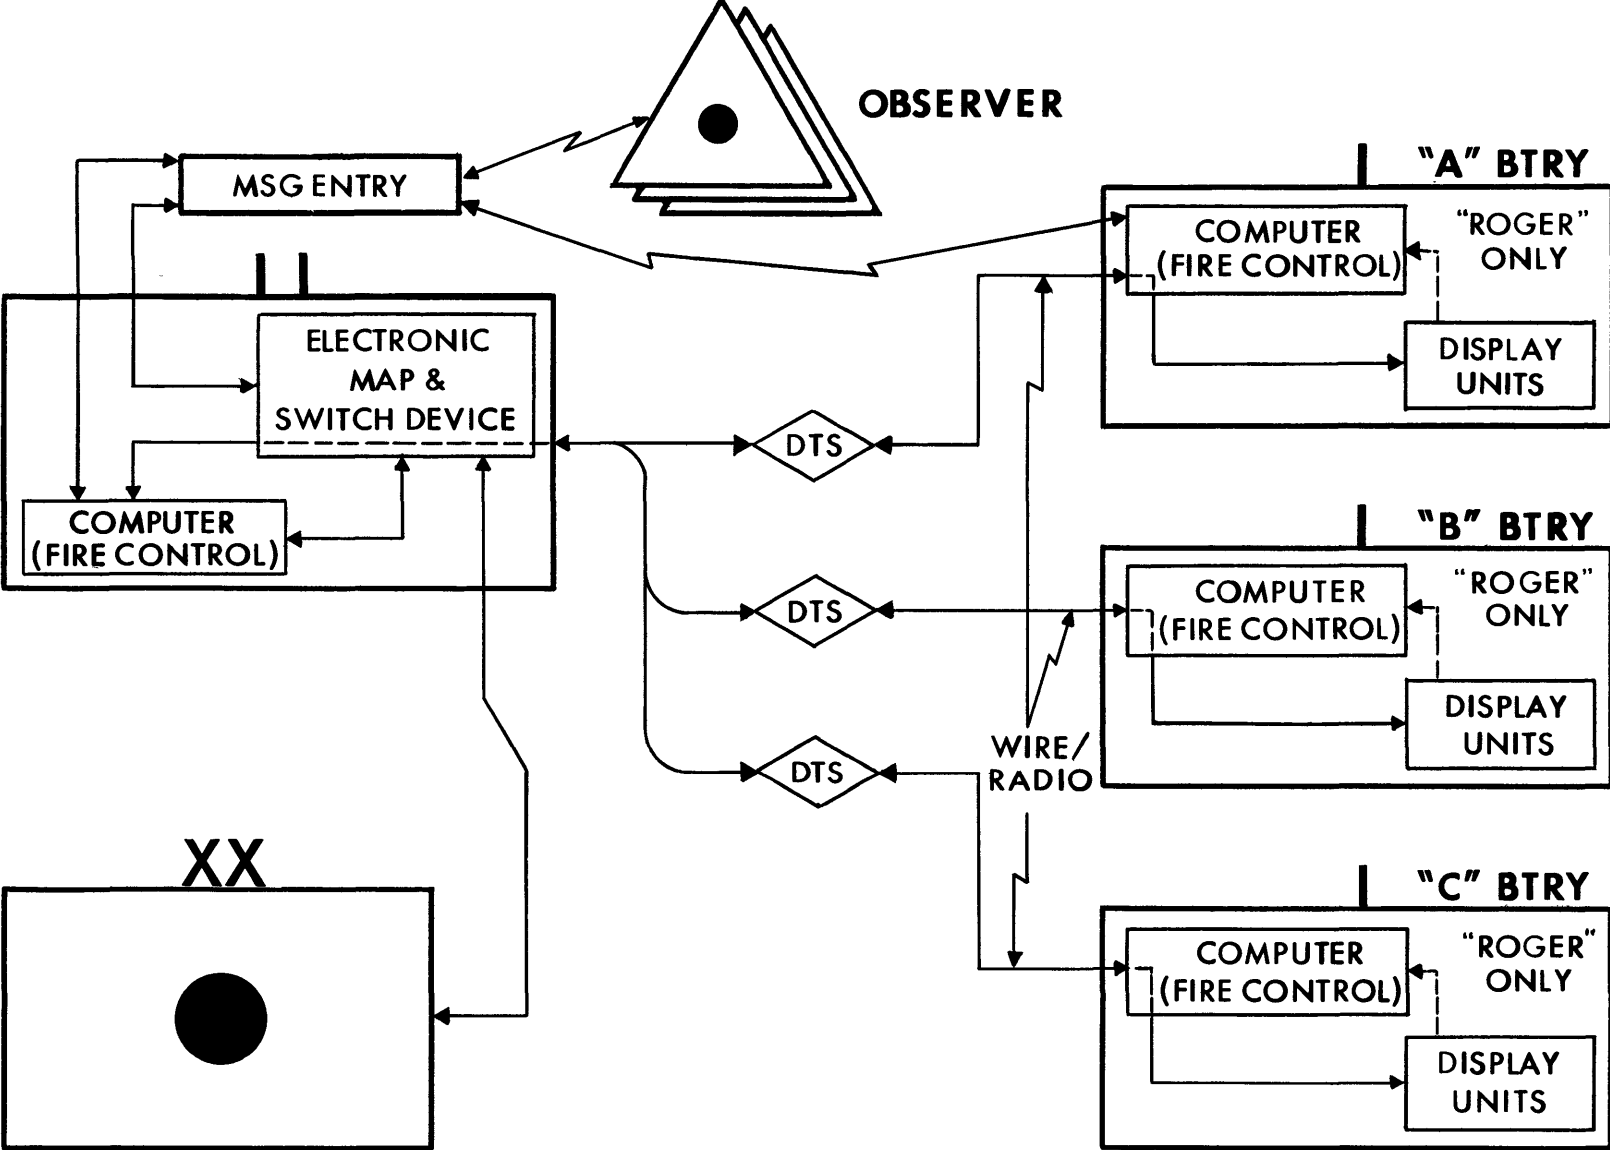 OBSERVER
MSG ENTRY
ELECTRONIC
MAP &
SWITCH DEVICE
COMPUTER
(FIRE CONTROL)
XX
DTS
DTS
DTS
WIRE/
RADIO
"A" BTRY
COMPUTER
(FIRE CONTROL)
"ROGER"
ONLY
DISPLAY
UNITS
"B" BTRY
COMPUTER
(FIRE CONTROL)
"ROGER"
ONLY
DISPLAY
UNITS
"C" BTRY
COMPUTER
(FIRE CONTROL)
"ROGER"
ONLY
DISPLAY
UNITS